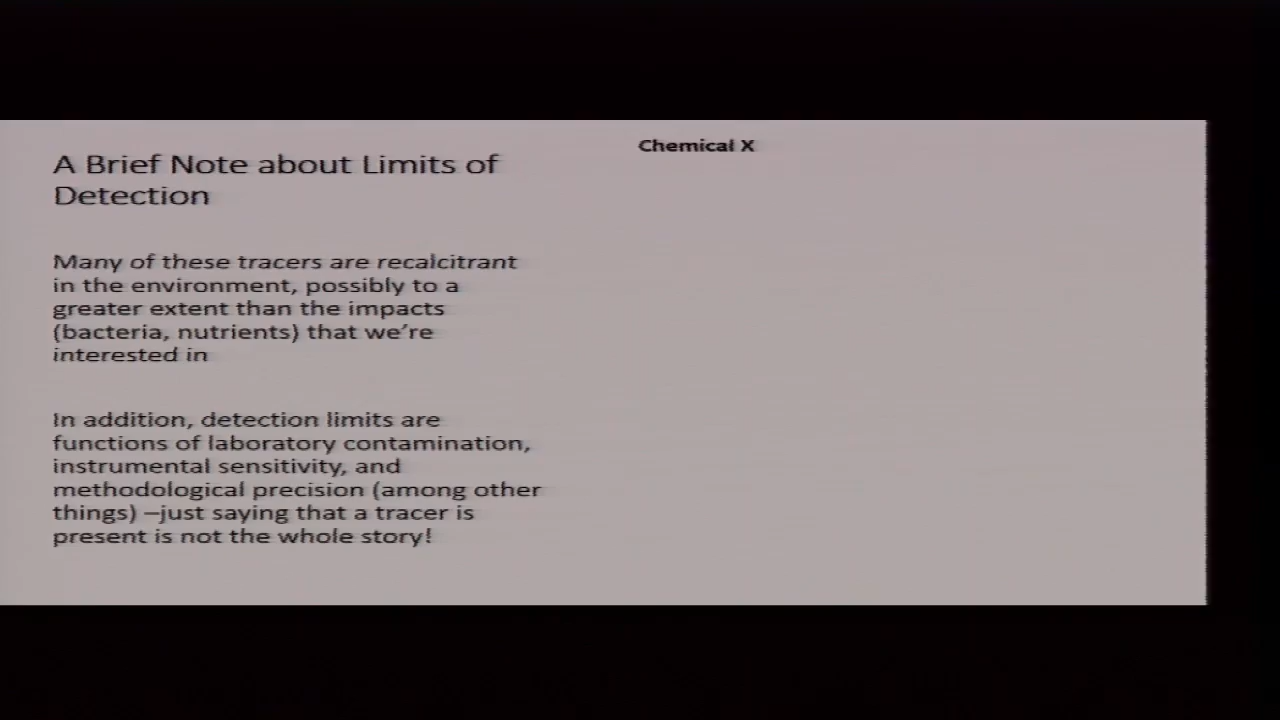 A Brief Note about Limits of
Detection
Chemical X
Many of these tracers are recalcitrant
in the environment, possibly to a
greater extent than the impacts
(bacteria, nutrients) that we're
interested in
In addition, detection limits are
functions of laboratory contamination,
instrumental sensitivity, and
methodological precision (among other
things) –just saying that a tracer is
present is not the whole story!